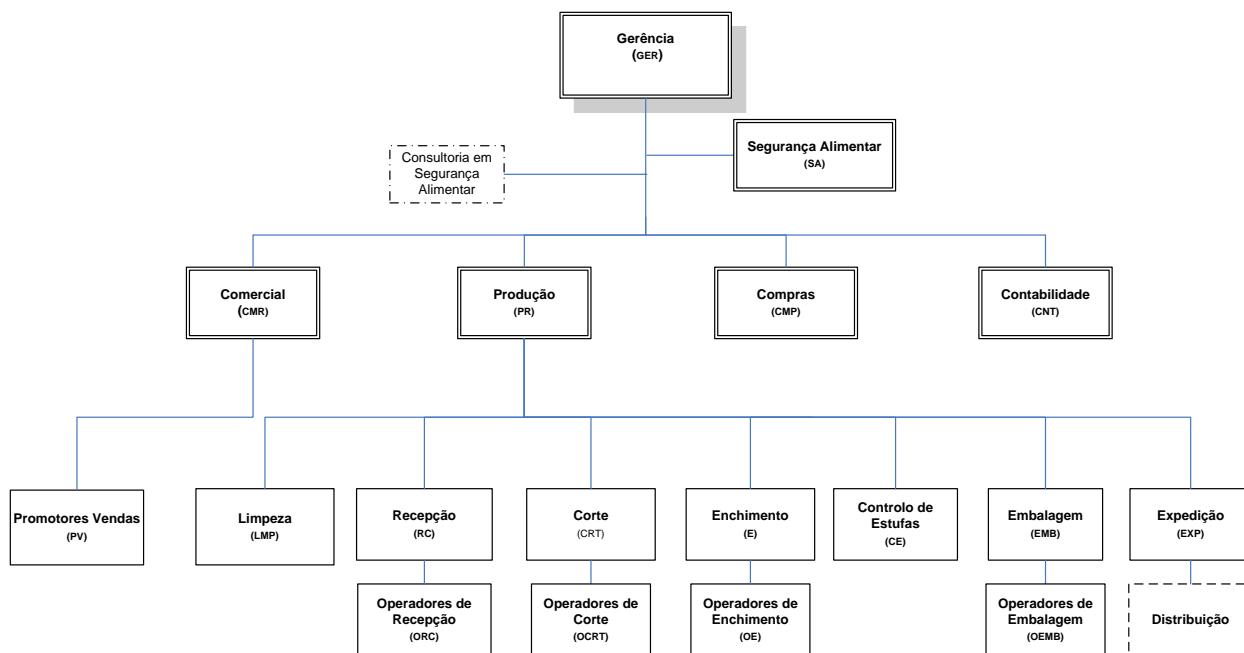 Gerência
(GER)
Segurança Alimentar
(SA)
Consultoria em
Segurança
Alimentar
Comercial
(CMR)
Produção
(PR)
Compras
(CMP)
Contabilidade
(CNT)
Promotores Vendas
(PV)
Limpeza
(LMP)
Recepção
(RC)
Corte
(CRT)
Enchimento
(E)
Controlo de
Estufas
(CE)
Embalagem
(EMB)
Expedição
(EXP)
Operadores de
Recepção
(ORC)
Operadores de
Corte
(OCRT)
Operadores de
Enchimento
(OE)
Operadores de
Embalagem
(OEMB)
Distribuição